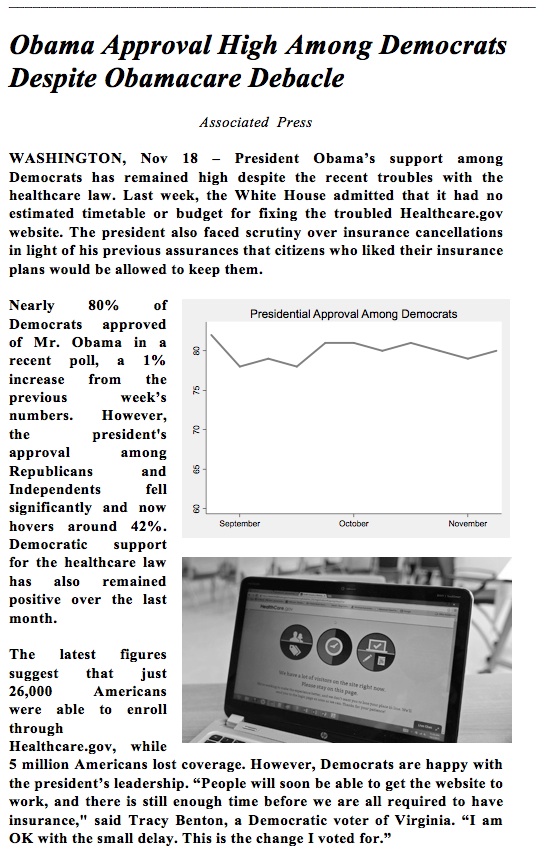 Obama Approval High Among Democrats
Despite Obamacare Debacle
Associated Press
WASHINGTON, Nov 18 – President Obama's support among
Democrats has remained high despite the recent troubles with the
healthcare law. Last week, the White House admitted that it had no
estimated timetable or budget for fixing the troubled Healthcare.gov
website. The president also faced scrutiny over insurance cancellations
in light of his previous assurances that citizens who liked their insurance
plans would be allowed to keep them.
Nearly 80% of
Democrats approved
of Mr. Obama in a
recent poll, a 1%
increase from the
previous week's
numbers. However,
the president's
approval among
Republicans and
Independents fell
significantly and now
hovers around 42%.
Democratic support
for the healthcare law
has also remained
positive over the last
month.
Presidential Approval Among Democrats
80
75
70
65
60
September October November
HealthCare.gov
We have a lot of visitors on the site right now.
Please stay on this page.
The latest figures
suggest that just
26,000 Americans
were able to enroll
through
Healthcare.gov, while
5 million Americans lost coverage. However, Democrats are happy with
the president's leadership. “People will soon be able to get the website to
work, and there is still enough time before we are all required to have
insurance," said Tracy Benton, a Democratic voter of Virginia. “I am
OK with the small delay. This is the change I voted for.”